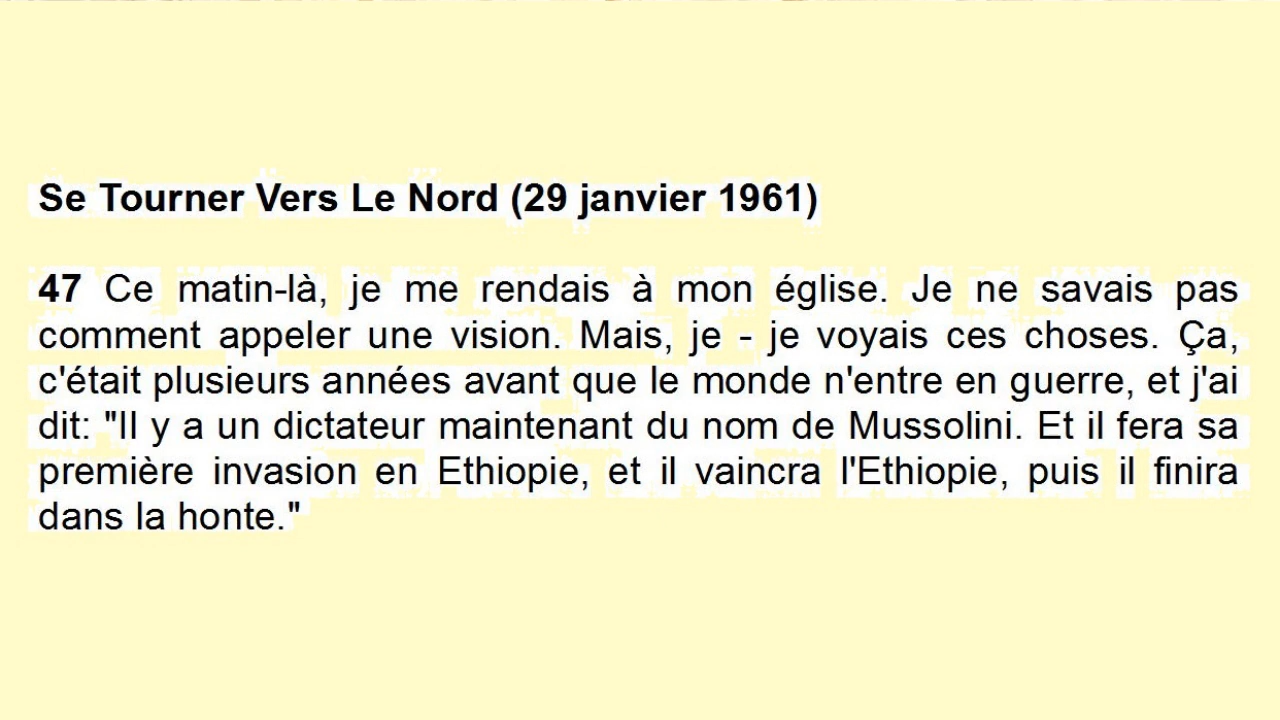 Se Tourner Vers Le Nord (29 janvier 1961)
47 Ce matin-là, je me rendais à mon église. Je ne savais pas
comment appeler une vision. Mais, je - je voyais ces choses. Ça,
c'était plusieurs années avant que le monde n'entre en guerre, et j'ai
dit: "Il y a un dictateur maintenant du nom de Mussolini. Et il fera sa
première invasion en Ethiopie, et il vaincra l'Ethiopie, puis il finira
dans la honte."